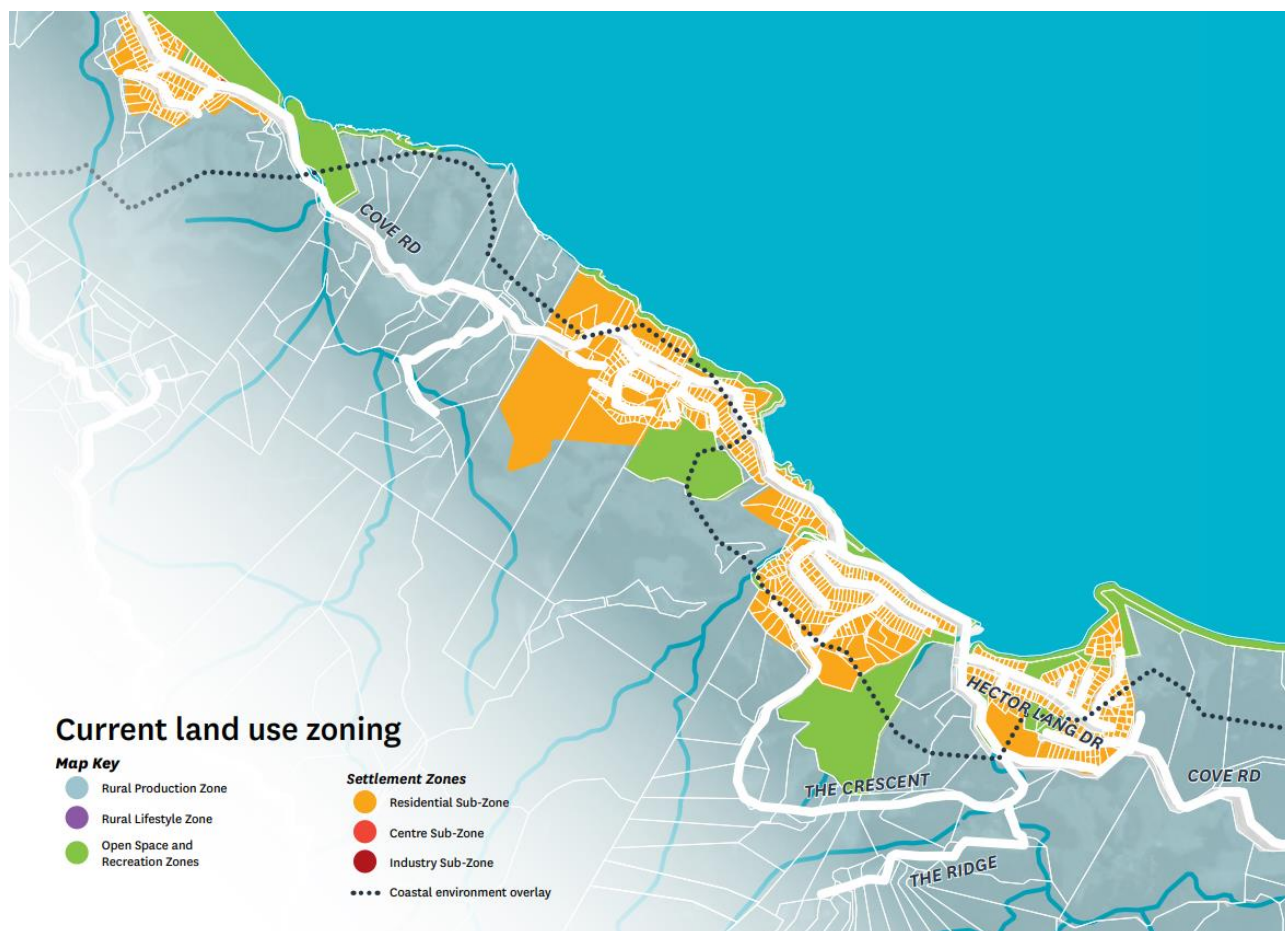 COVE RD
HECTOR LANG DR
COVE RD
THE CRESCENT
THE RIDGE
Current land use zoning
Map Key
Rural Production Zone
Rural Lifestyle Zone
Open Space and
Recreation Zones
Settlement Zones
Residential Sub-Zone
Centre Sub-Zone
Industry Sub-Zone
Coastal environment overlay